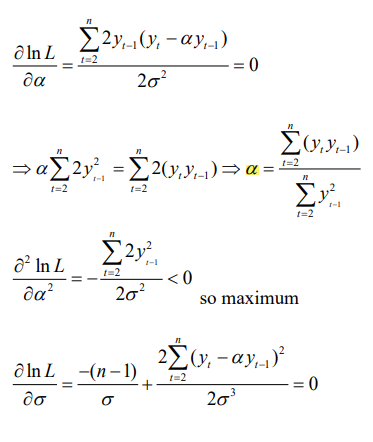 ∂ ln L / ∂α = ∑_{t=2}^{n} 2y_{t−1}(y_t − αy_{t−1}) / 2σ² = 0
⇒ α ∑_{t=2}^{n} 2y²_{t−1} = ∑_{t=2}^{n} 2(y_t y_{t−1}) ⇒ α = ∑_{t=2}^{n} (y_t y_{t−1}) / ∑_{t=2}^{n} y²_{t−1}
∂² ln L / ∂α² = − ∑_{t=2}^{n} 2y²_{t−1} / 2σ² < 0 so maximum
∂ ln L / ∂σ = −(n−1) / σ + 2∑_{t=2}^{n} (y_t − αy_{t−1})² / 2σ³ = 0